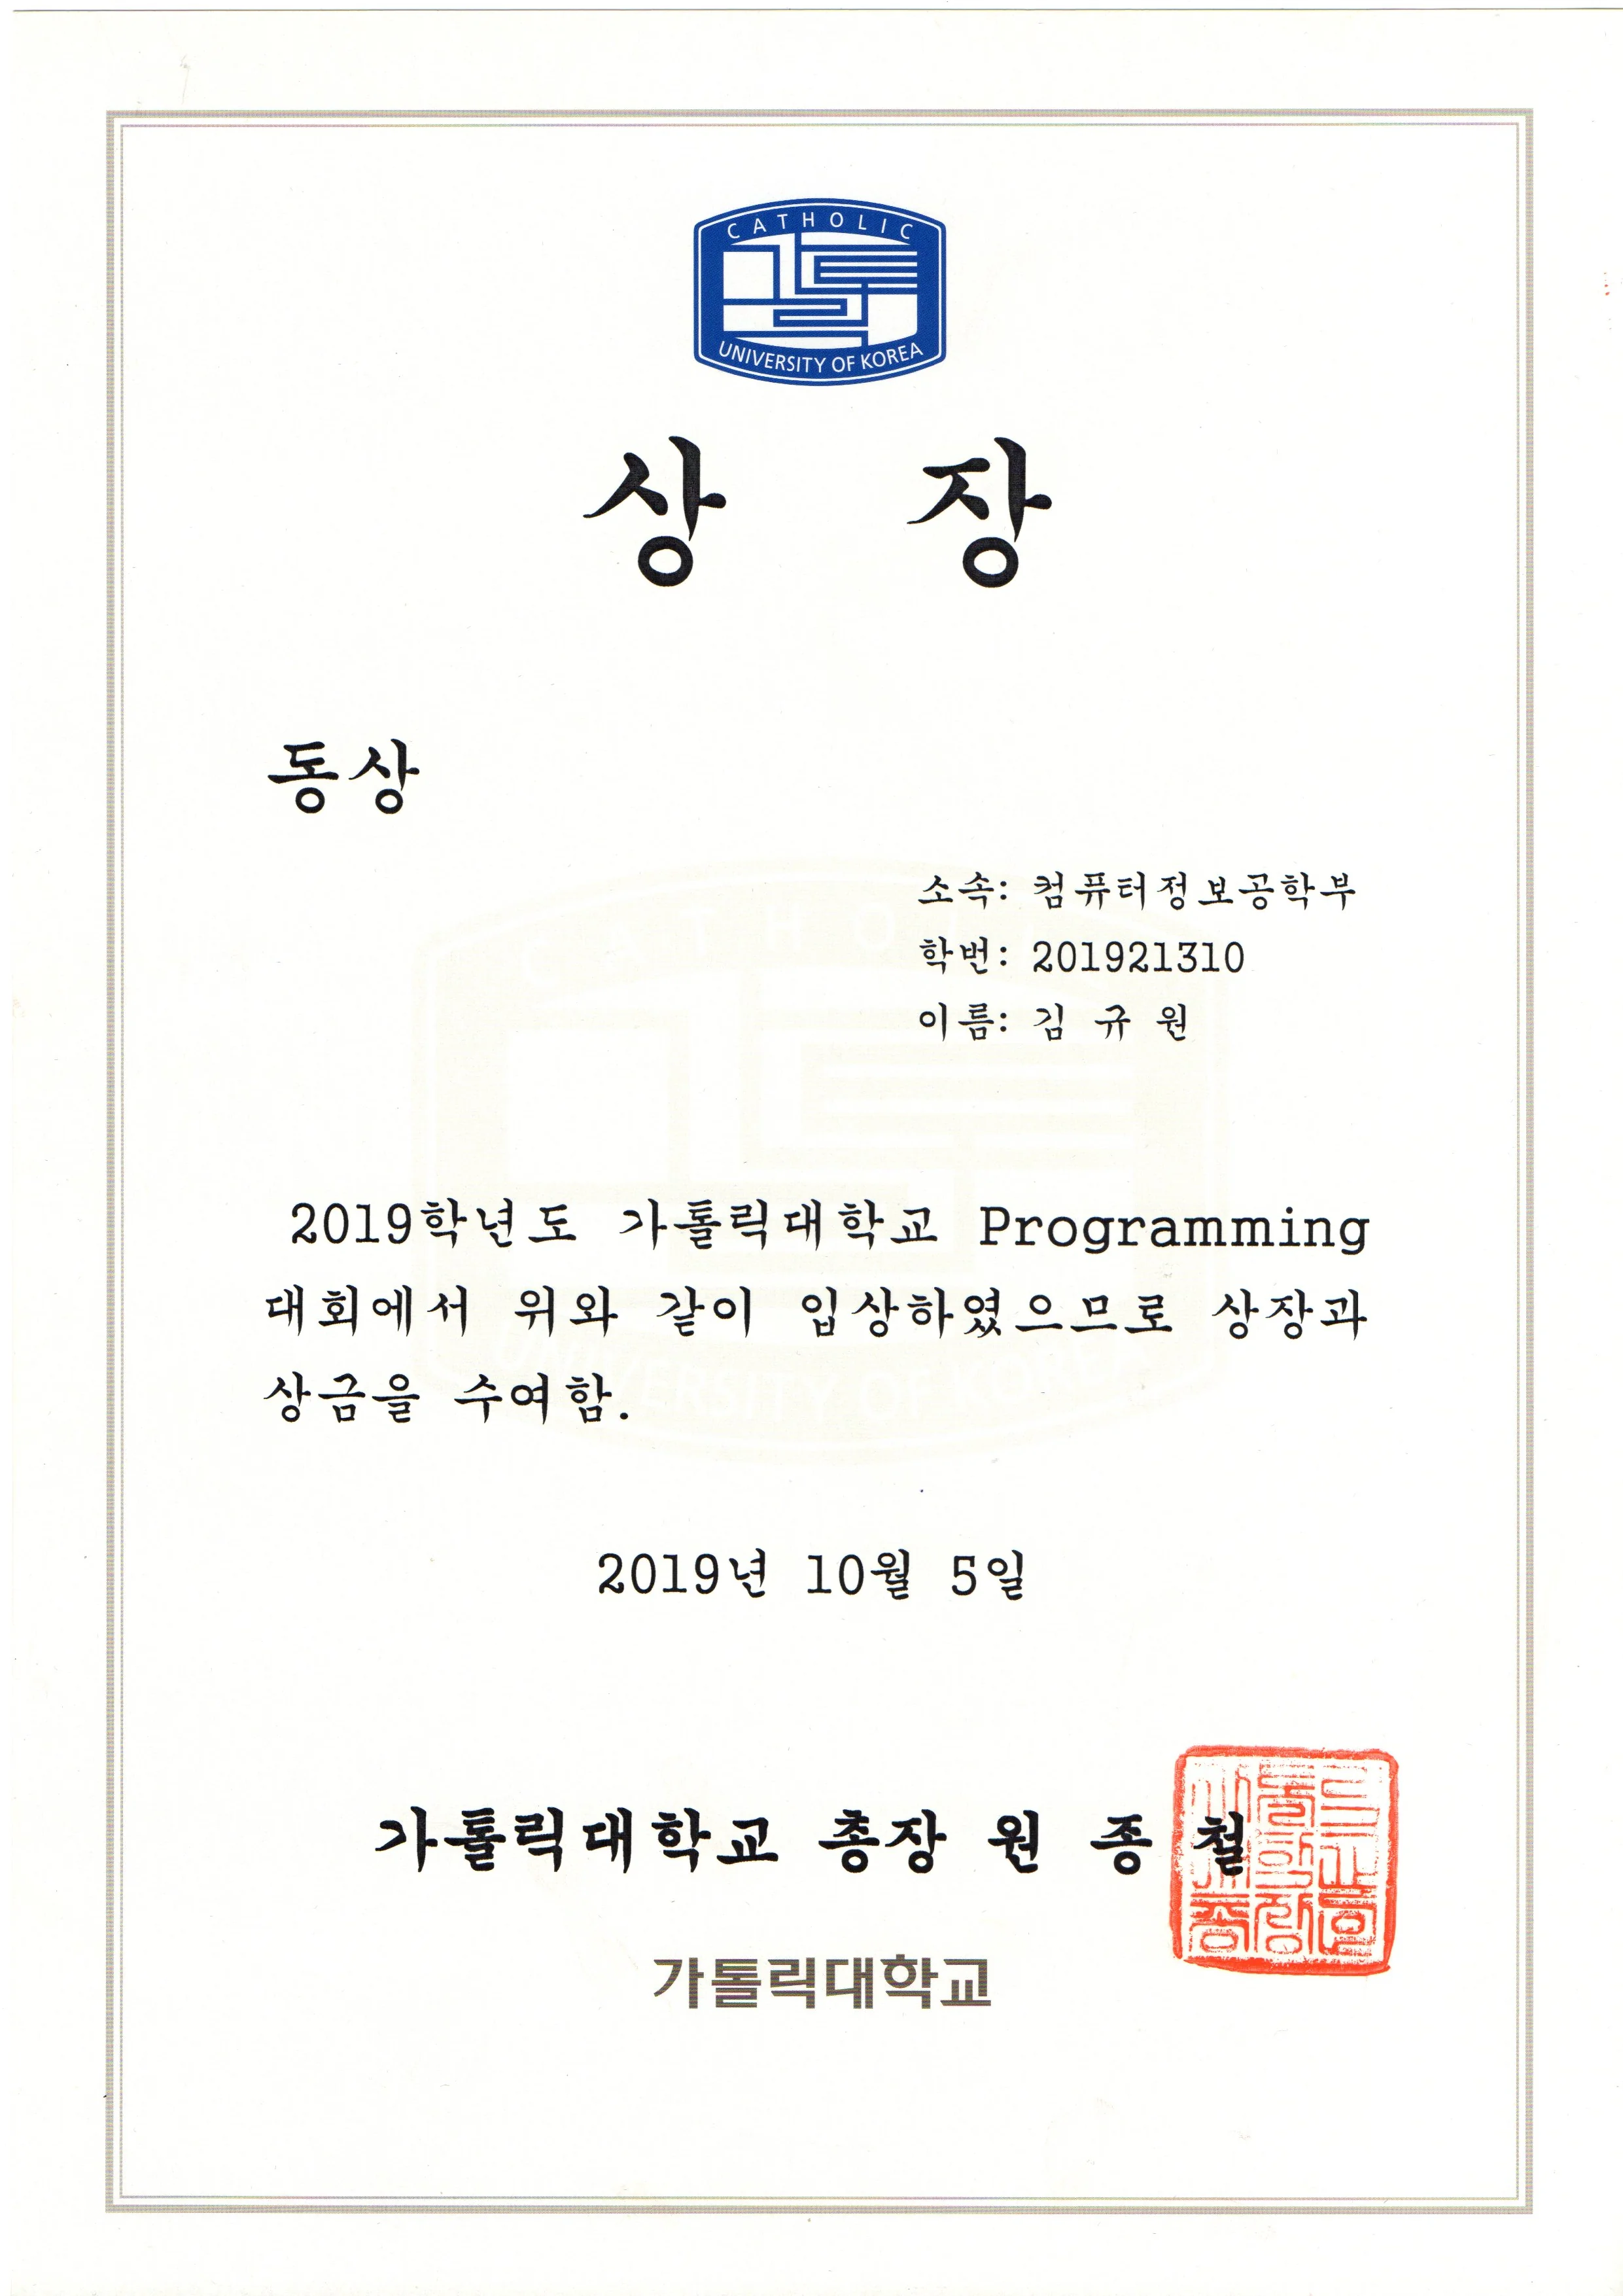 CATHOLIC
UNIVERSITY OF KOREA
상 장
동상
소속: 컴퓨터정보공학부
학번: 201921310
이름: 김 규 원
2019학년도 가톨릭대학교 Programming
대회에서 위와 같이 입상하였으므로 상장과
상금을 수여함.
2019년 10월 5일
가톨릭대학교 총장 원 종 철
가톨릭대학교